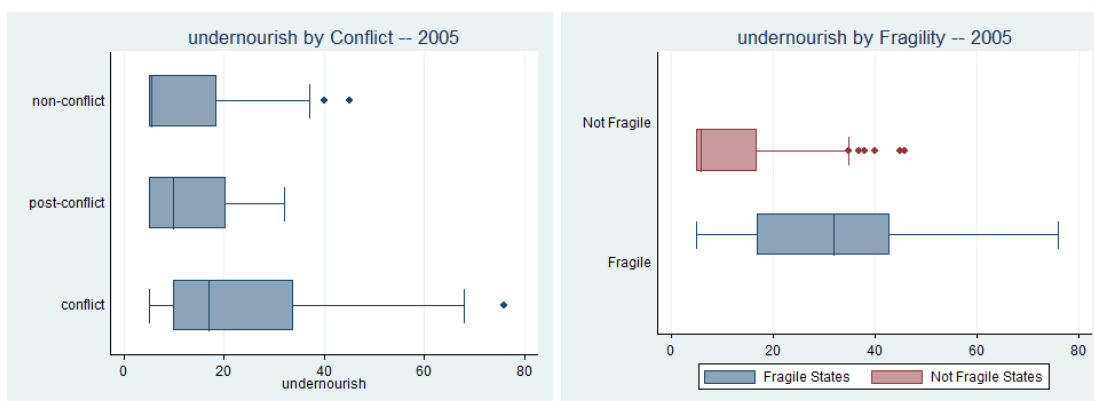 undernourish by Conflict -- 2005
non-conflict
post-conflict
conflict
0 20 40 60 80
undernourish
undernourish by Fragility -- 2005
Not Fragile
Fragile
0 20 40 60 80
Fragile States Not Fragile States